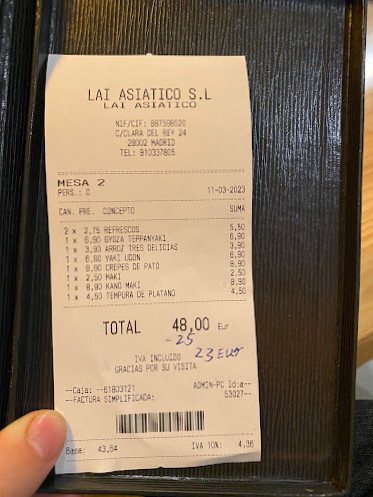 LAI ASIATICO S.L
LAI ASIATICO
NIF/CIF: B87598520
C/CLARA DEL REY 24
28002 MADRID
TEL: 910337805
MESA 2
PERS.: 0 11-03-2023
CAN. PRE. CONCEPTO SUMA
2 x 2,75 REFRESCOS 5,50
1 x 6,90 GYOZA TEPPANYAKI 6,90
1 x 3,90 ARROZ TRES DELICIAS 3,90
1 x 6,90 YAKI UDON 6,90
1 x 8,90 CREPES DE PATO 8,90
1 x 2,50 MAKI 2,50
1 x 8,90 KANO MAKI 8,90
1 x 4,50 TEMPURA DE PLATANO 4,50
TOTAL 48,00 Eur
-25
23 Eur
IVA INCLUIDO
GRACIAS POR SU VISITA
--Caja: --61803121 ADMIN-PC Id:a--
--FACTURA SIMPLIFICADA: 53027--
Base: 43,64 IVA 10%: 4,36